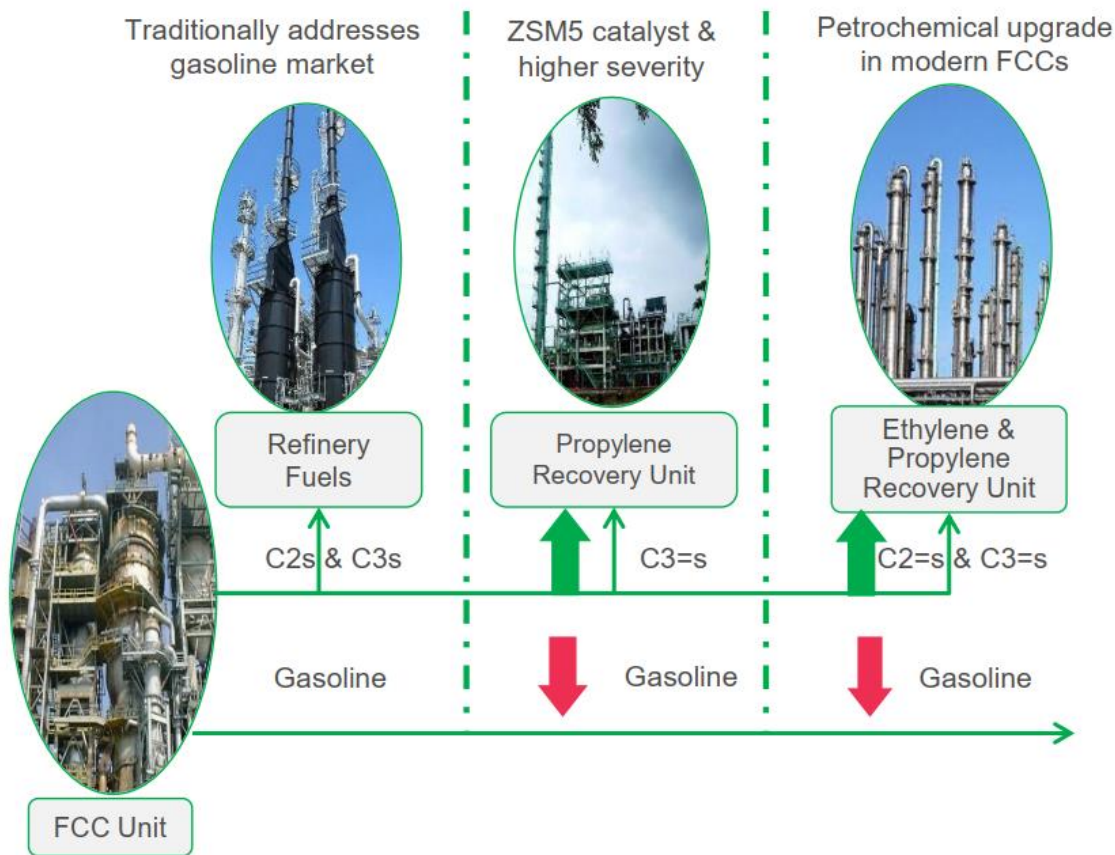 Traditionally addresses
gasoline market
ZSM5 catalyst &
higher severity
Petrochemical upgrade
in modern FCCs
Refinery
Fuels
Propylene
Recovery Unit
Ethylene &
Propylene
Recovery Unit
C2s & C3s
C3=s
C2=s & C3=s
Gasoline
Gasoline
Gasoline
FCC Unit